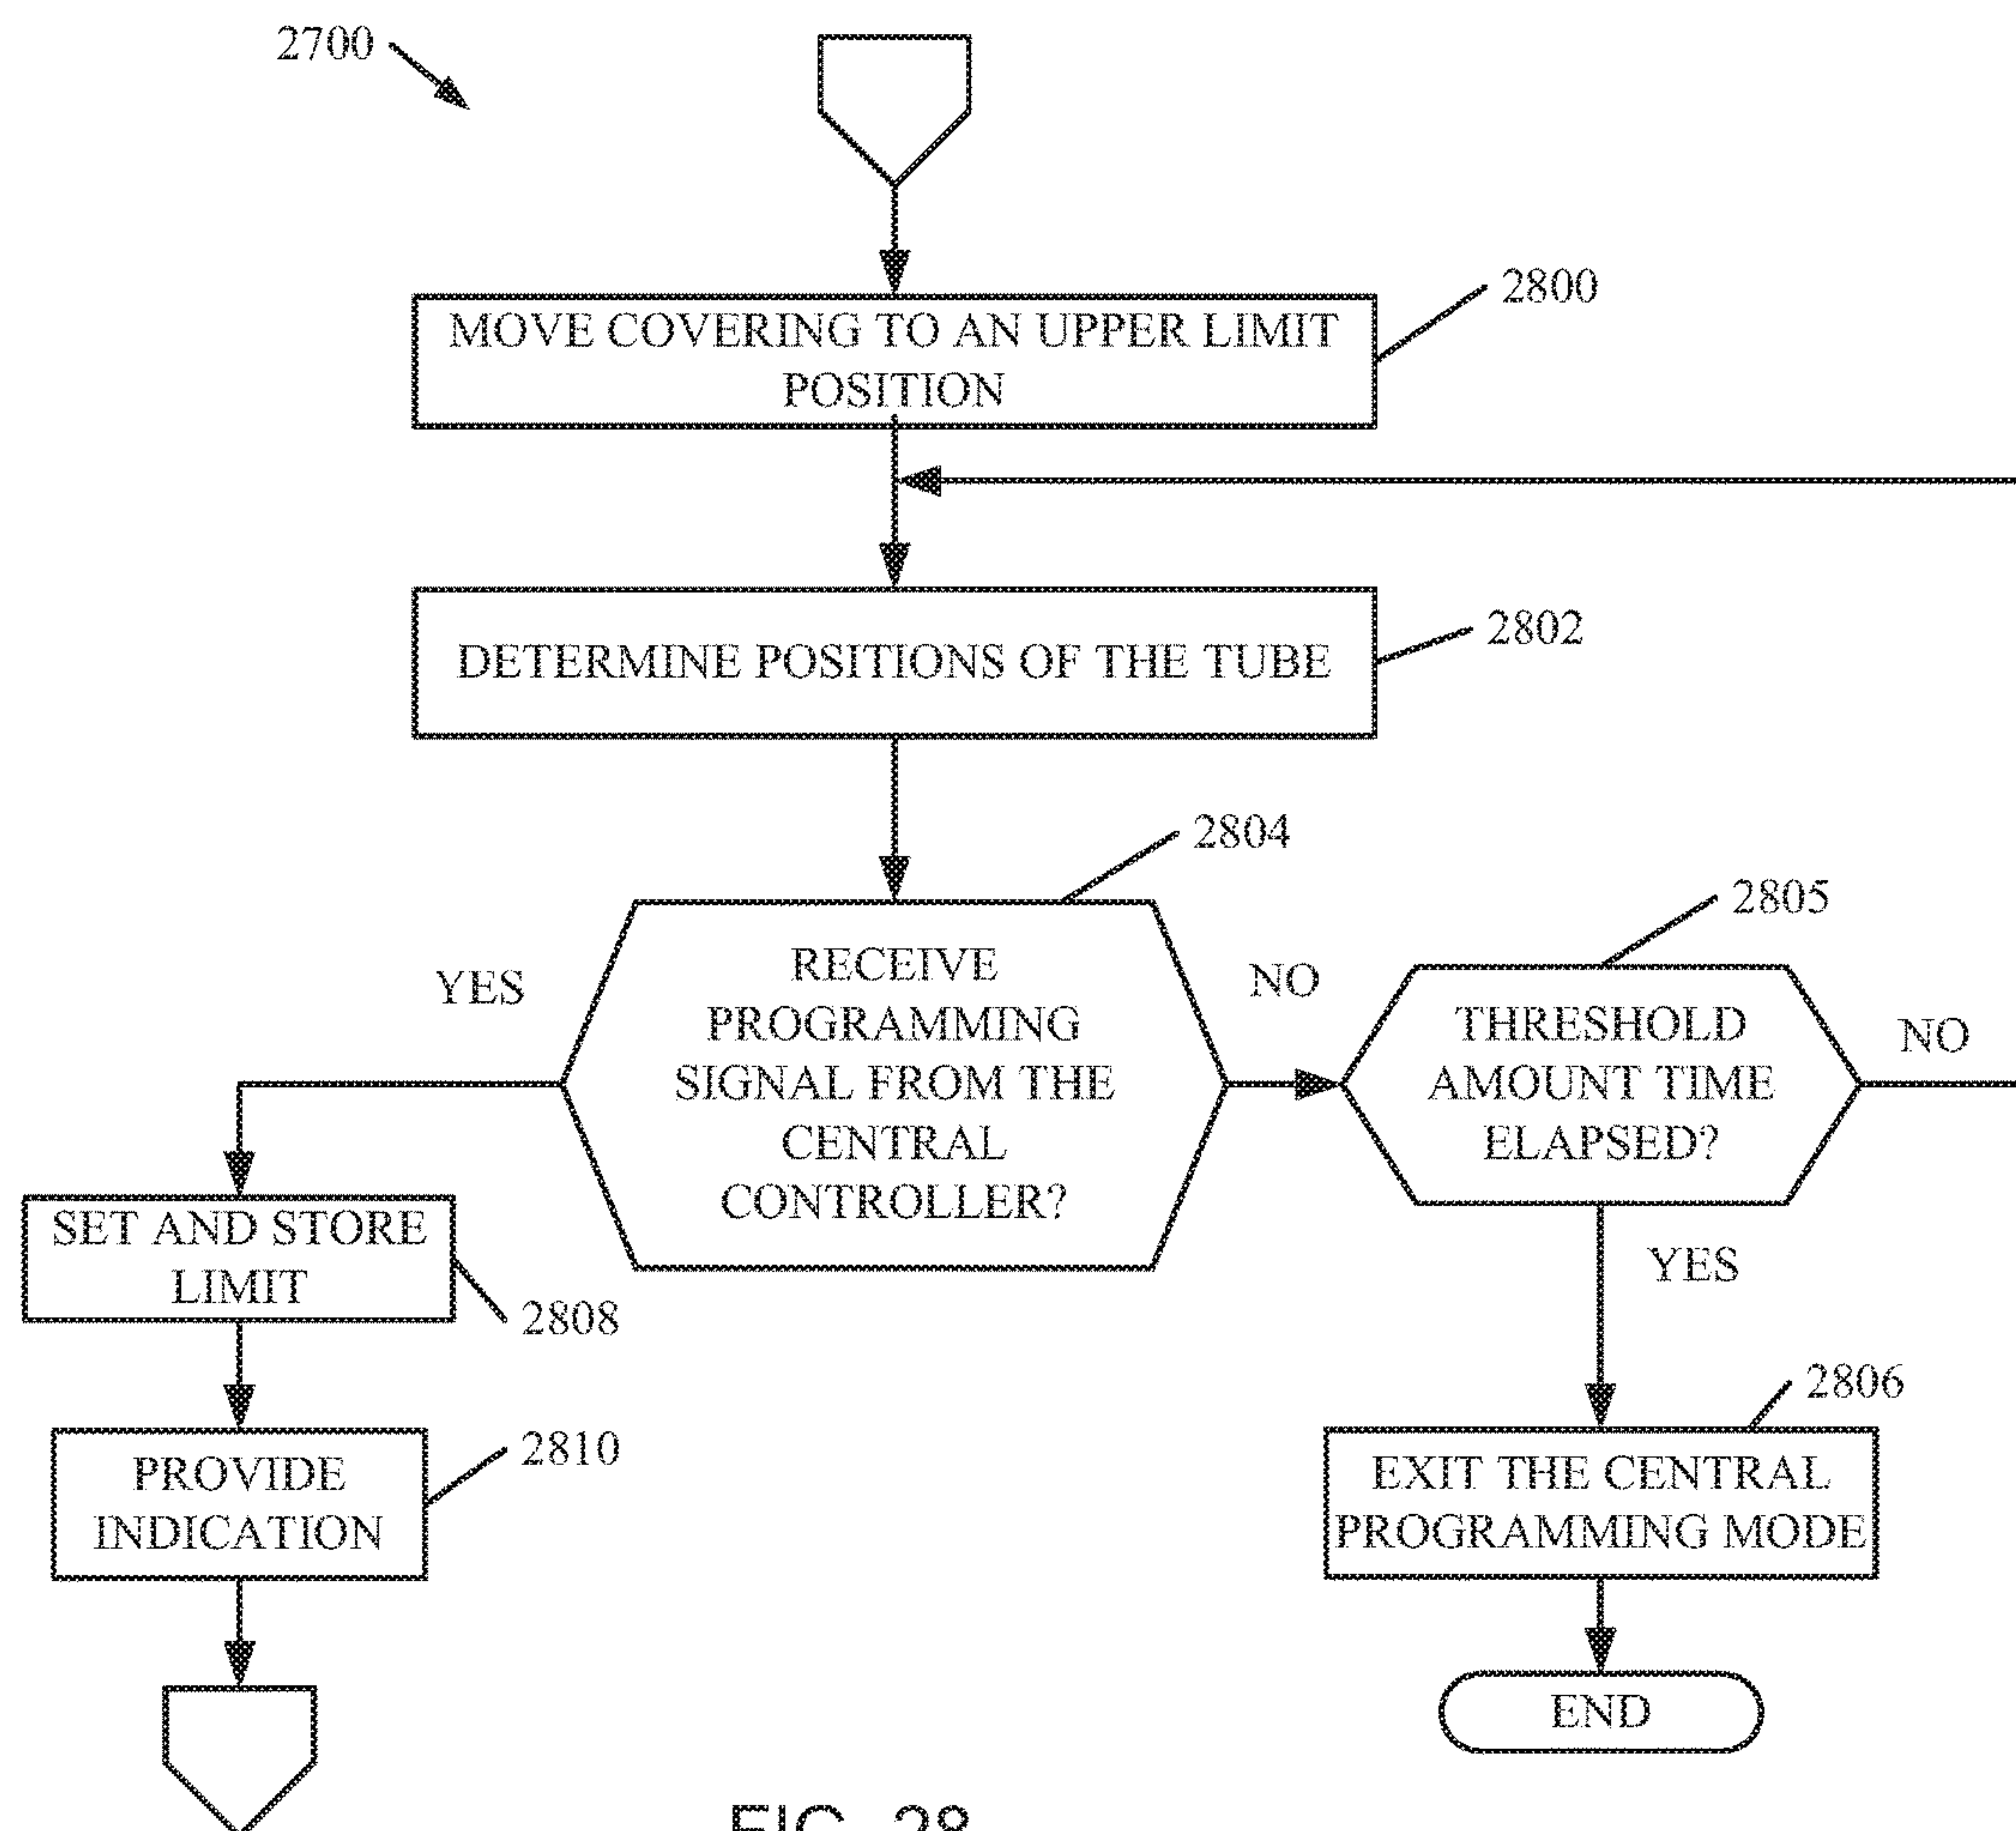 2700
MOVE COVERING TO AN UPPER LIMIT
POSITION
2800
DETERMINE POSITIONS OF THE TUBE
2802
2804
2805
YES
RECEIVE
PROGRAMMING
SIGNAL FROM THE
CENTRAL
CONTROLLER?
NO
THRESHOLD
AMOUNT TIME
ELAPSED?
NO
SET AND STORE
LIMIT
2808
YES
2806
PROVIDE
INDICATION
2810
EXIT THE CENTRAL
PROGRAMMING MODE
END
FIG. 28